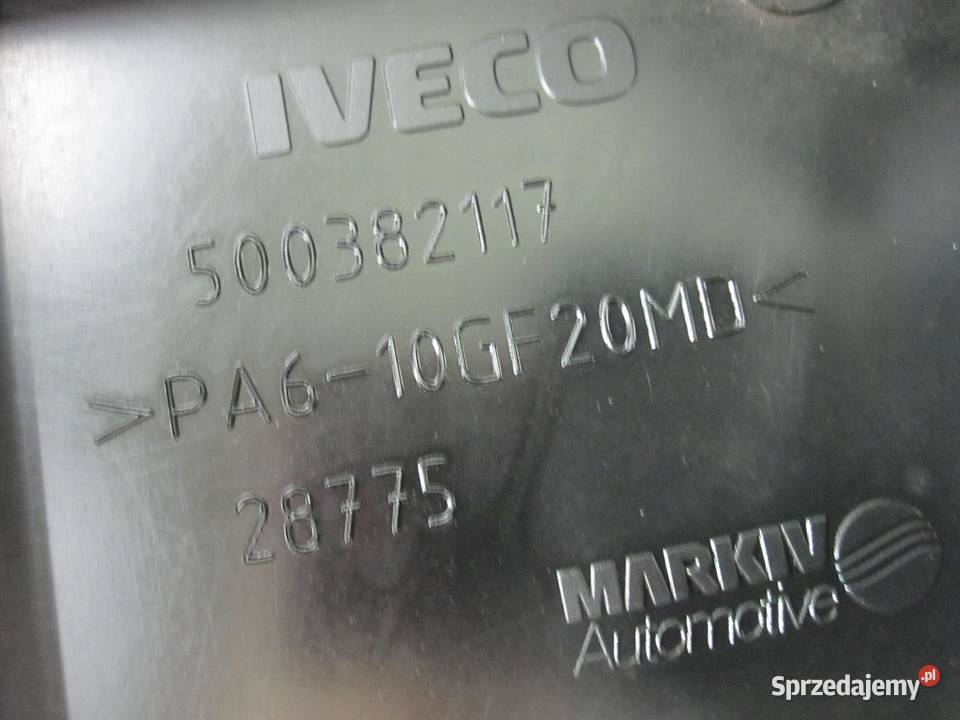 IVECO
500382117
>PA6-10GF20MD<
28775
MARKIV
Automotive
Sprzedajemy.pl